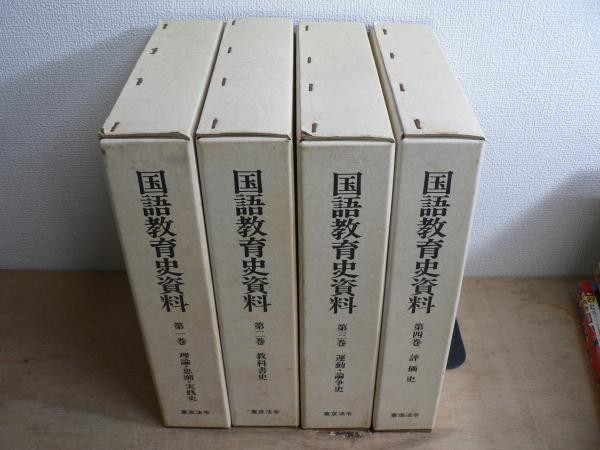 国語教育史資料
第一巻
理論・思潮・実践史
東京法令
国語教育史資料
第二巻
教科書史
東京法令
国語教育史資料
第三巻
運動・論争史
東京法令
国語教育史資料
第四巻
評価史
東京法令